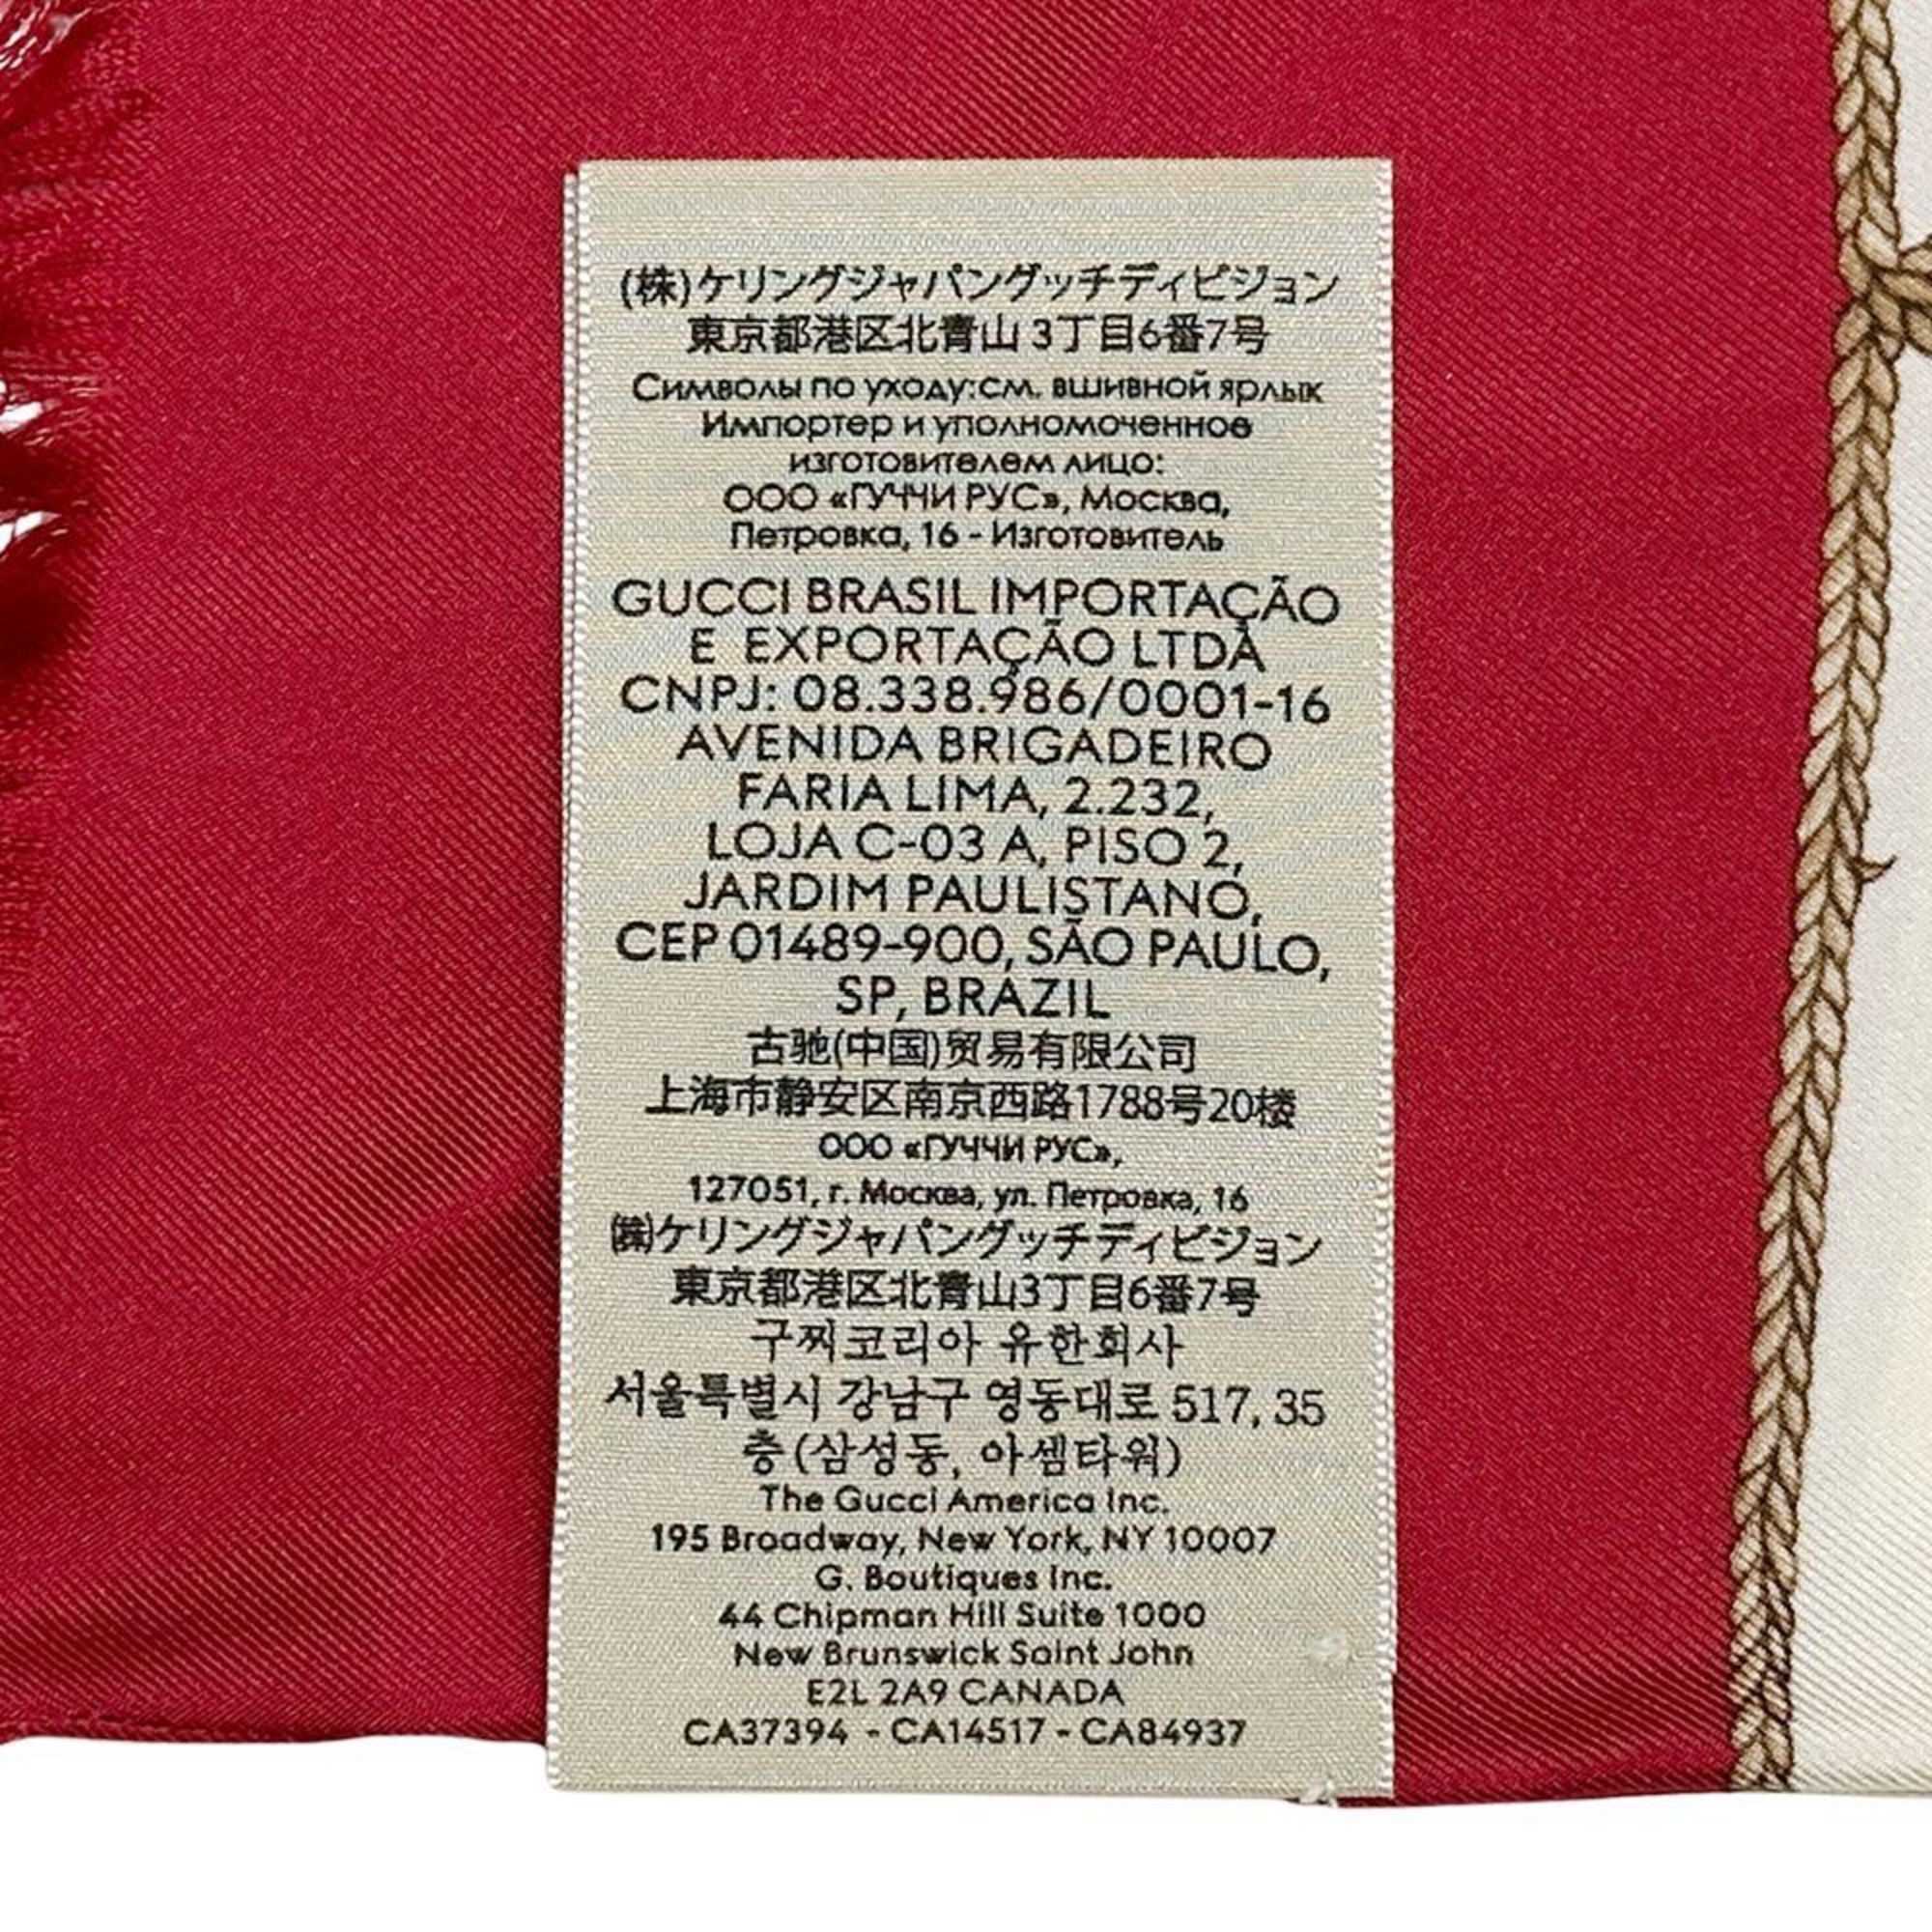 (株)ケリングジャパングッチディビジョン
東京都港区北青山 3丁目6番7号
Символы по уходу:см. вшивной ярлык
Импортер и уполномоченное
изготовителем лицо:
ООО «ГУЧЧИ РУС», Москва,
Петровка, 16 - Изготовитель
GUCCI BRASIL IMPORTAÇÃO
E EXPORTAÇÃO LTDA
CNPJ: 08.338.986/0001-16
AVENIDA BRIGADEIRO
FARIA LIMA, 2.232,
LOJA C-03 A, PISO 2,
JARDIM PAULISTANO,
CEP 01489-900, SÃO PAULO,
SP, BRAZIL
古驰(中国)贸易有限公司
上海市静安区南京西路1788号20楼
ООО «ГУЧЧИ РУС»,
127051, г. Москва, ул. Петровка, 16
(株)ケリングジャパングッチディビジョン
東京都港区北青山3丁目6番7号
구찌코리아 유한회사
서울특별시 강남구 영동대로 517, 35
층(삼성동, 아셈타워)
The Gucci America Inc.
195 Broadway, New York, NY 10007
G. Boutiques Inc.
44 Chipman Hill Suite 1000
New Brunswick Saint John
E2L 2A9 CANADA
CA37394 - CA14517 - CA84937